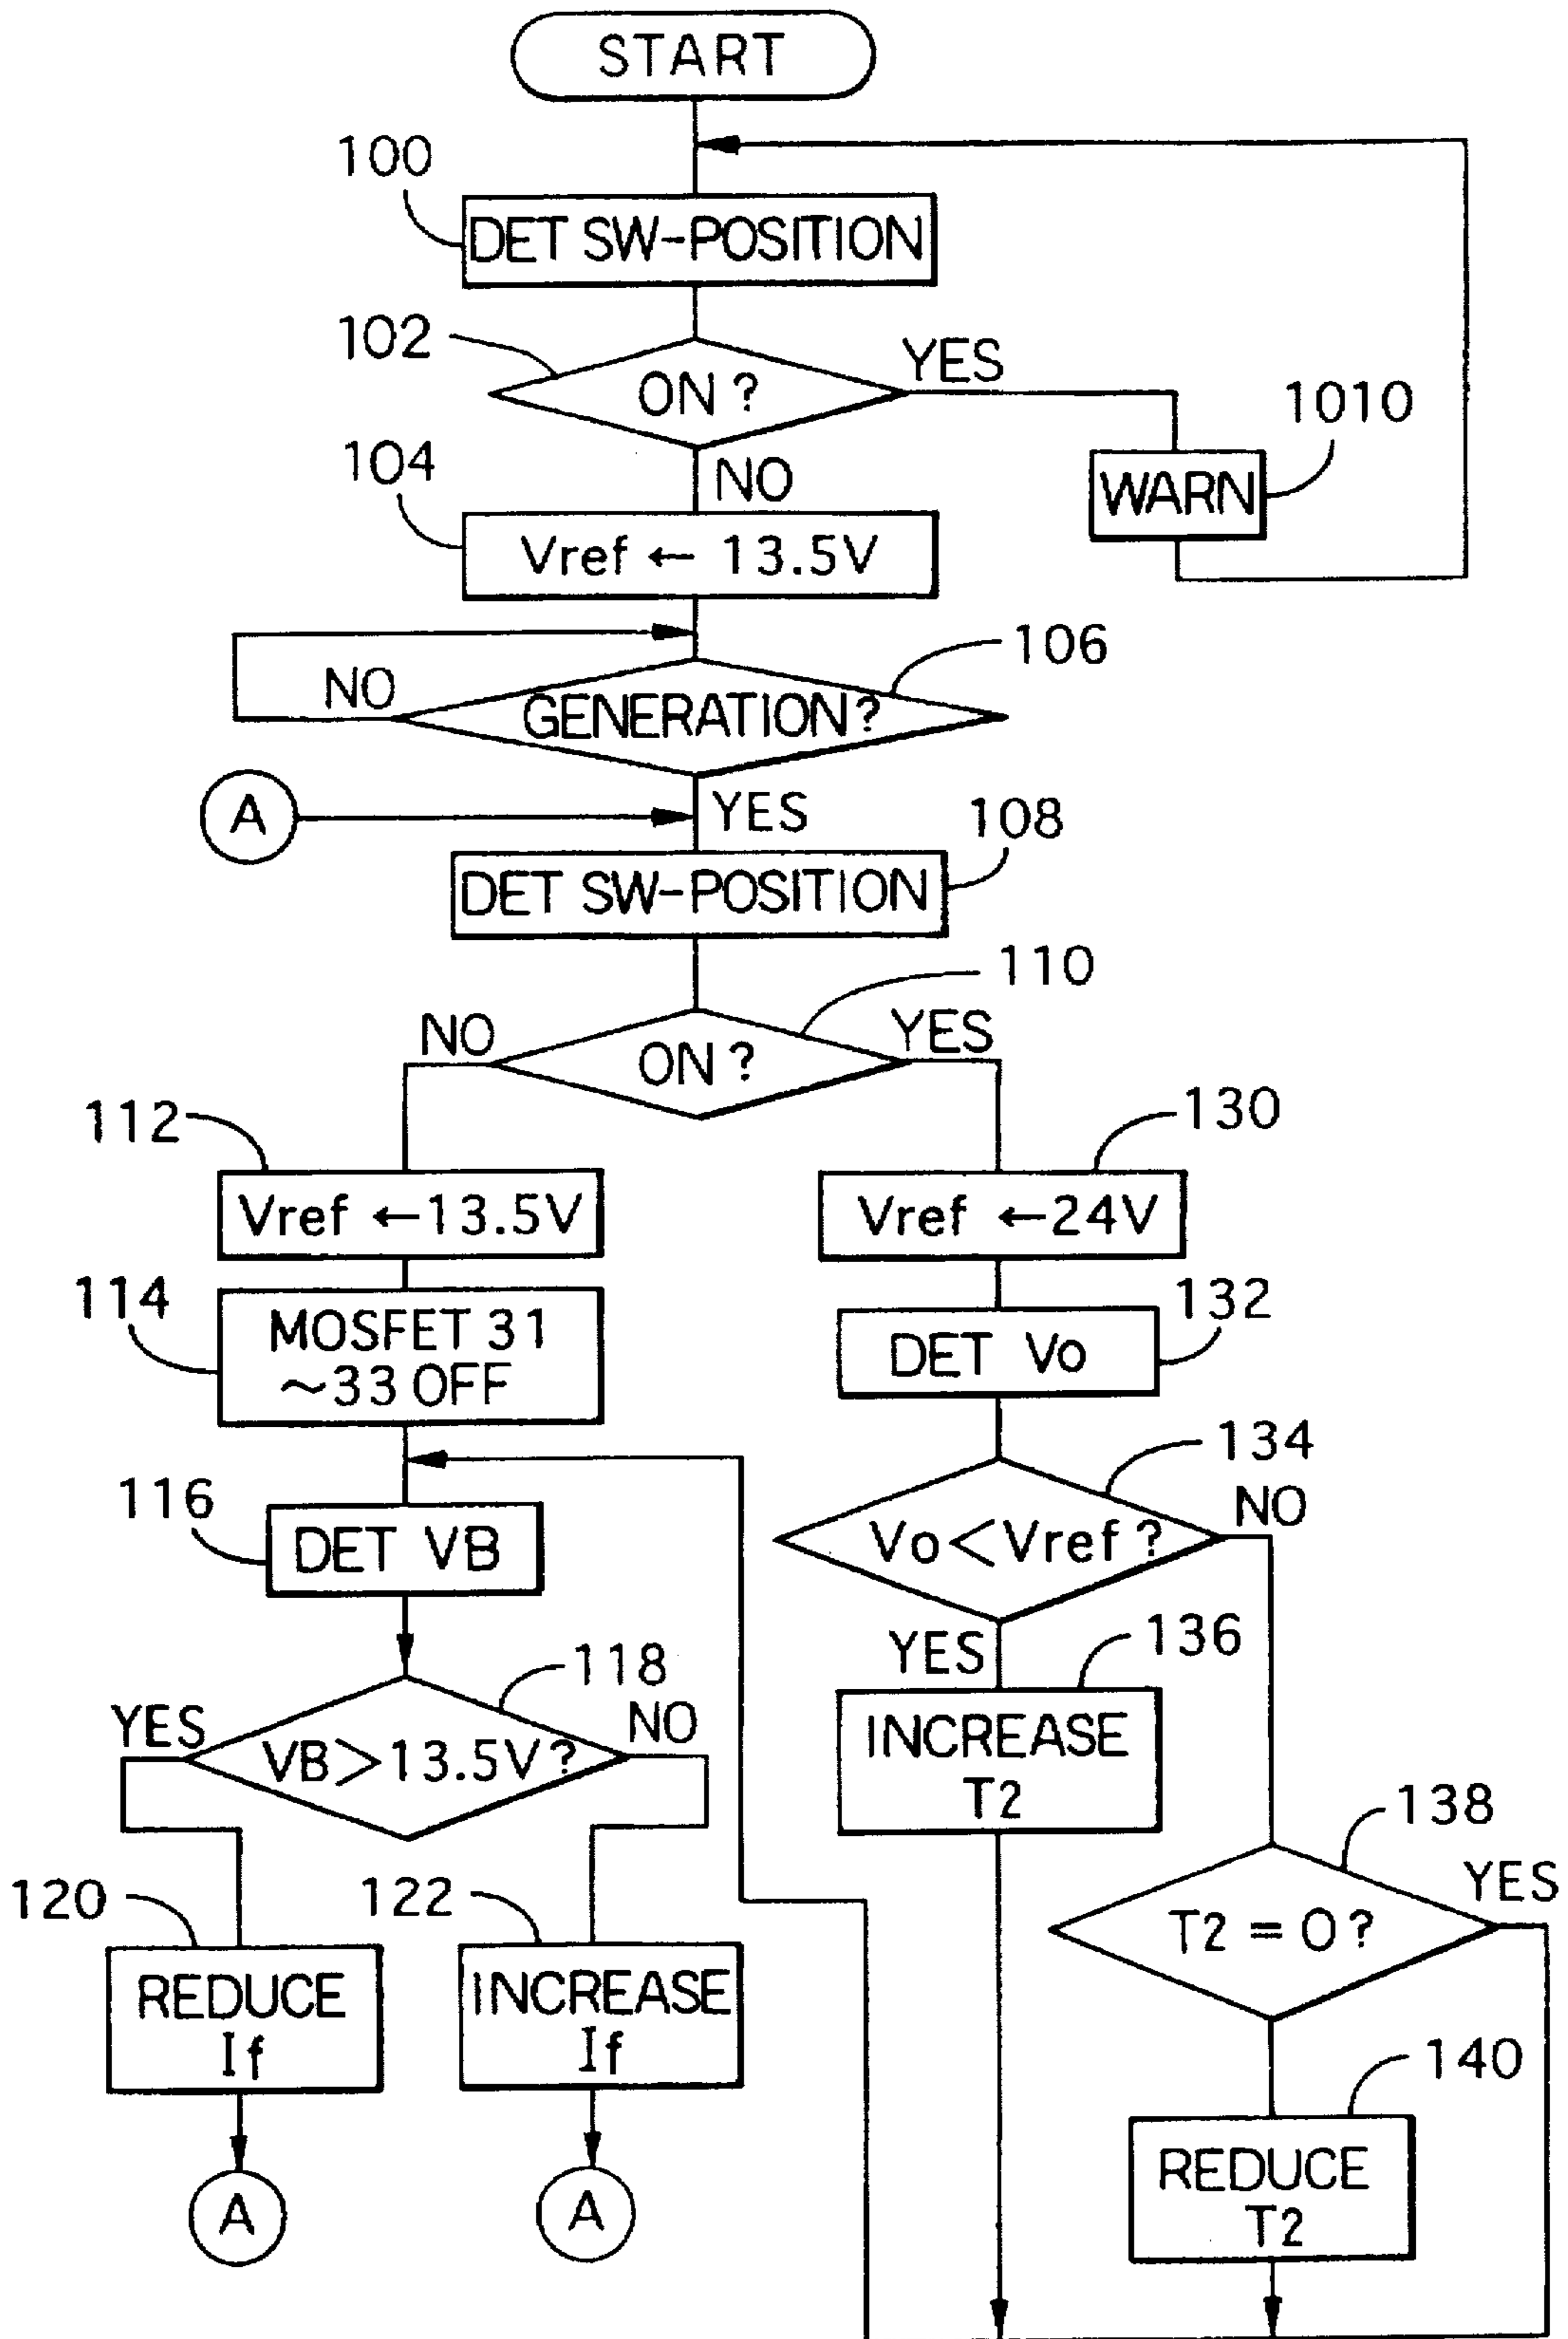 START
100
DET SW-POSITION
102
ON ?
YES
1010
WARN
NO
104
Vref ← 13.5V
106
NO
GENERATION?
A
YES
108
DET SW-POSITION
110
NO
ON ?
YES
112
Vref ←13.5V
114
MOSFET 31
~33 OFF
116
DET VB
118
YES
VB>13.5V?
NO
120
REDUCE
If
A
122
INCREASE
If
A
130
Vref ←24V
132
DET Vo
134
Vo<Vref ?
NO
YES
136
INCREASE
T2
138
T2 = 0 ?
YES
140
REDUCE
T2